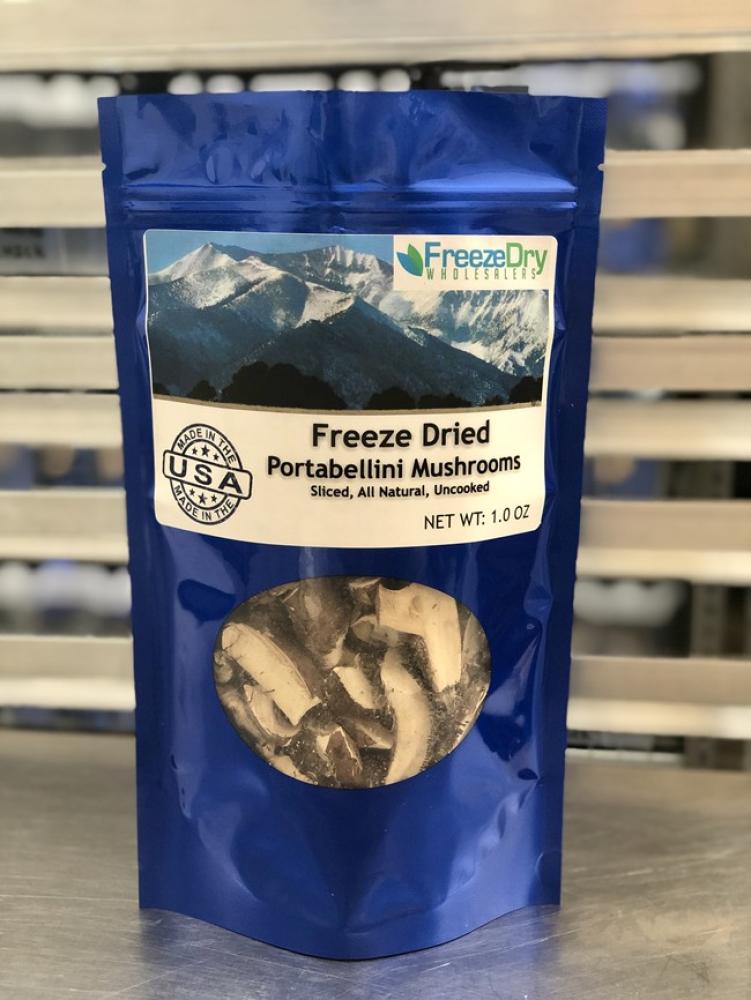 FreezeDry
WHOLESALERS
Freeze Dried
Portabellini Mushrooms
Sliced, All Natural, Uncooked
NET WT: 1.0 OZ
MADE IN THE
USA
MADE IN THE